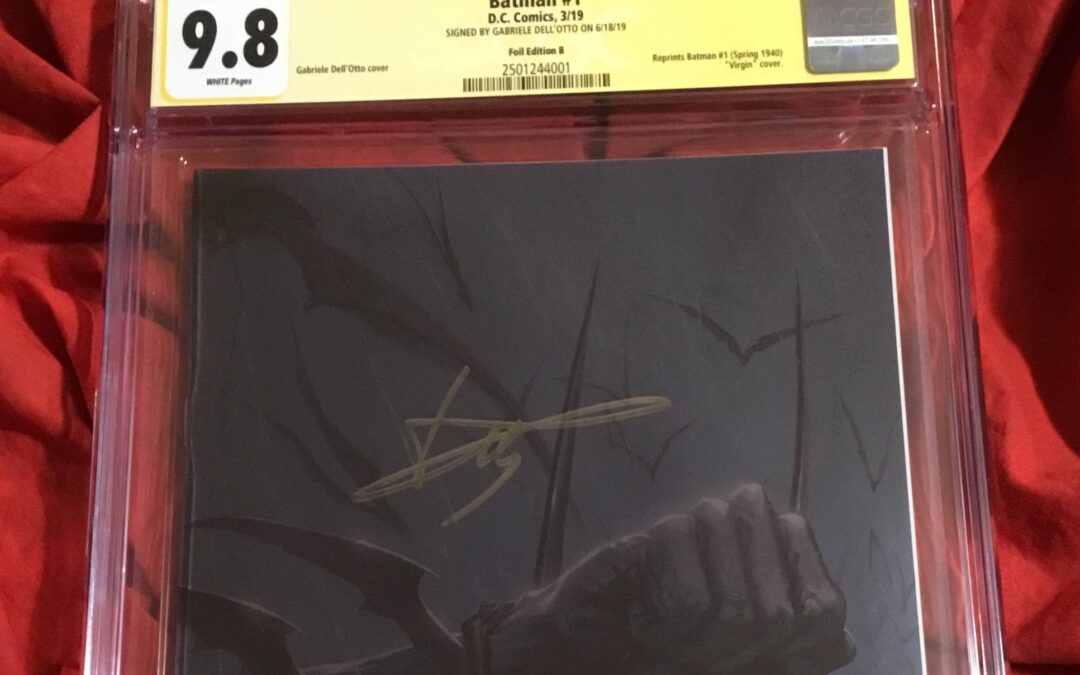 Batman #1
9.8
D.C. Comics, 3/19
SIGNED BY GABRIELE DELL'OTTO ON 6/18/19
Foil Edition B
WHITE Pages
Gabriele Dell'Otto cover
2501244001
Reprints Batman #1 (Spring 1940)
"Virgin" cover.
CGC